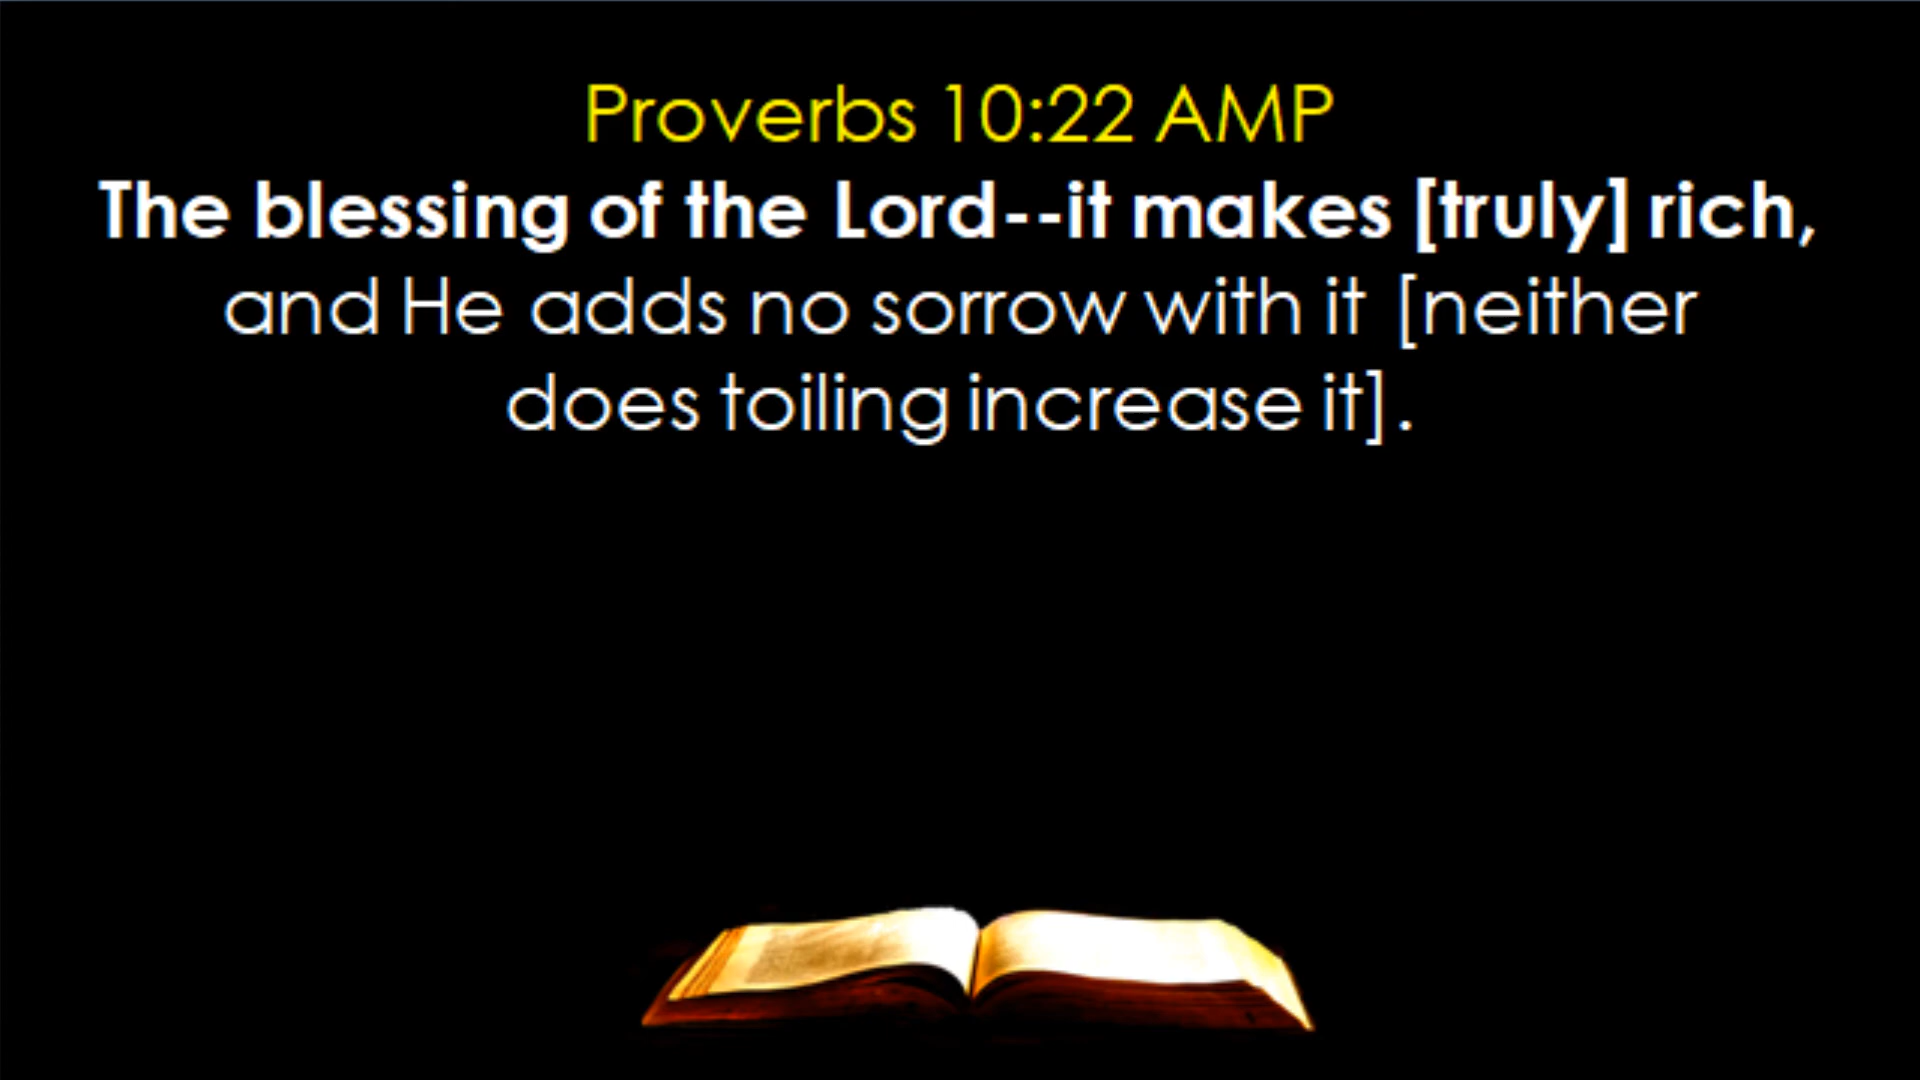 Proverbs 10:22 AMP
The blessing of the Lord--it makes [truly] rich,
and He adds no sorrow with it [neither
does toiling increase it].